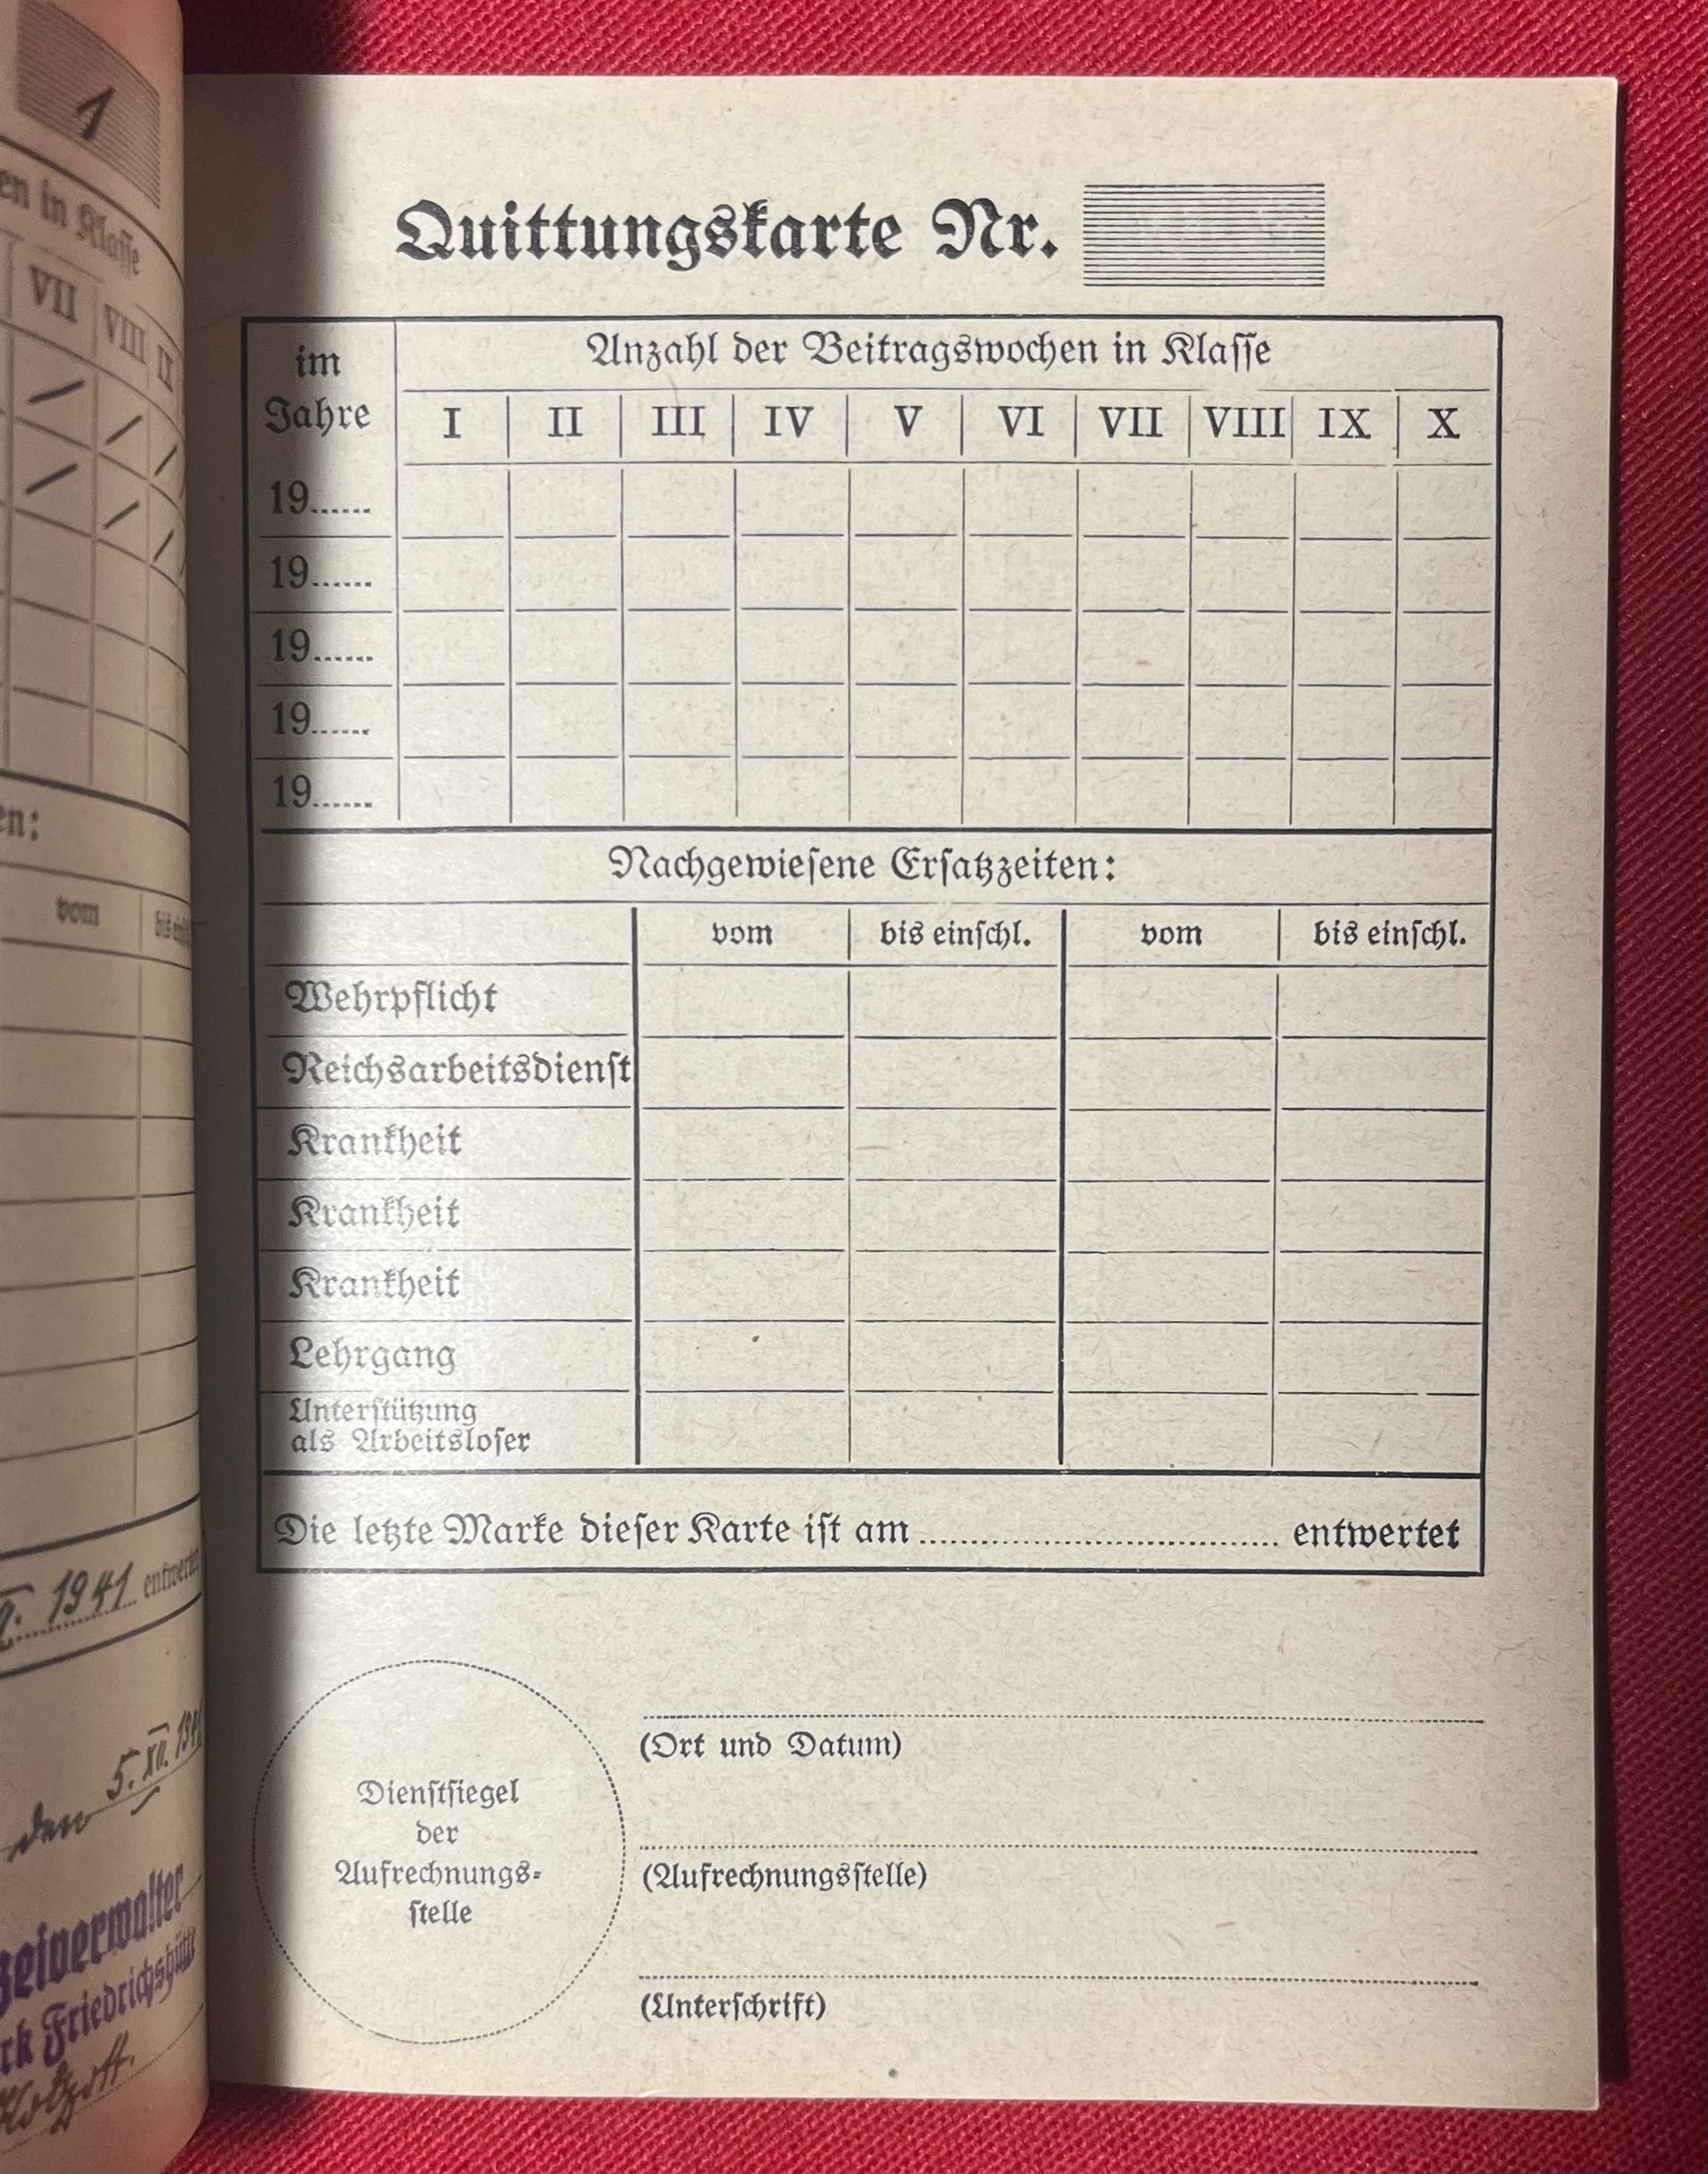 1
en in Klasse
VII VIII IX
en:
vom
1941 entwertet
den 5. XII. 1941
Quittungskarte Nr.
im Jahre
Anzahl der Beitragswochen in Klasse
I II III IV V VI VII VIII IX X
19......
19......
19......
19......
19......
Nachgewiesene Ersatzzeiten:
vom bis einschl. vom bis einschl.
Wehrpflicht
Reichsarbeitsdienst
Krankheit
Krankheit
Krankheit
Lehrgang
Unterstützung
als Arbeitsloser
Die letzte Marke dieser Karte ist am .................................... entwertet
Dienstsiegel
der
Aufrechnungs-
stelle
(Ort und Datum)
(Aufrechnungsstelle)
(Unterschrift)